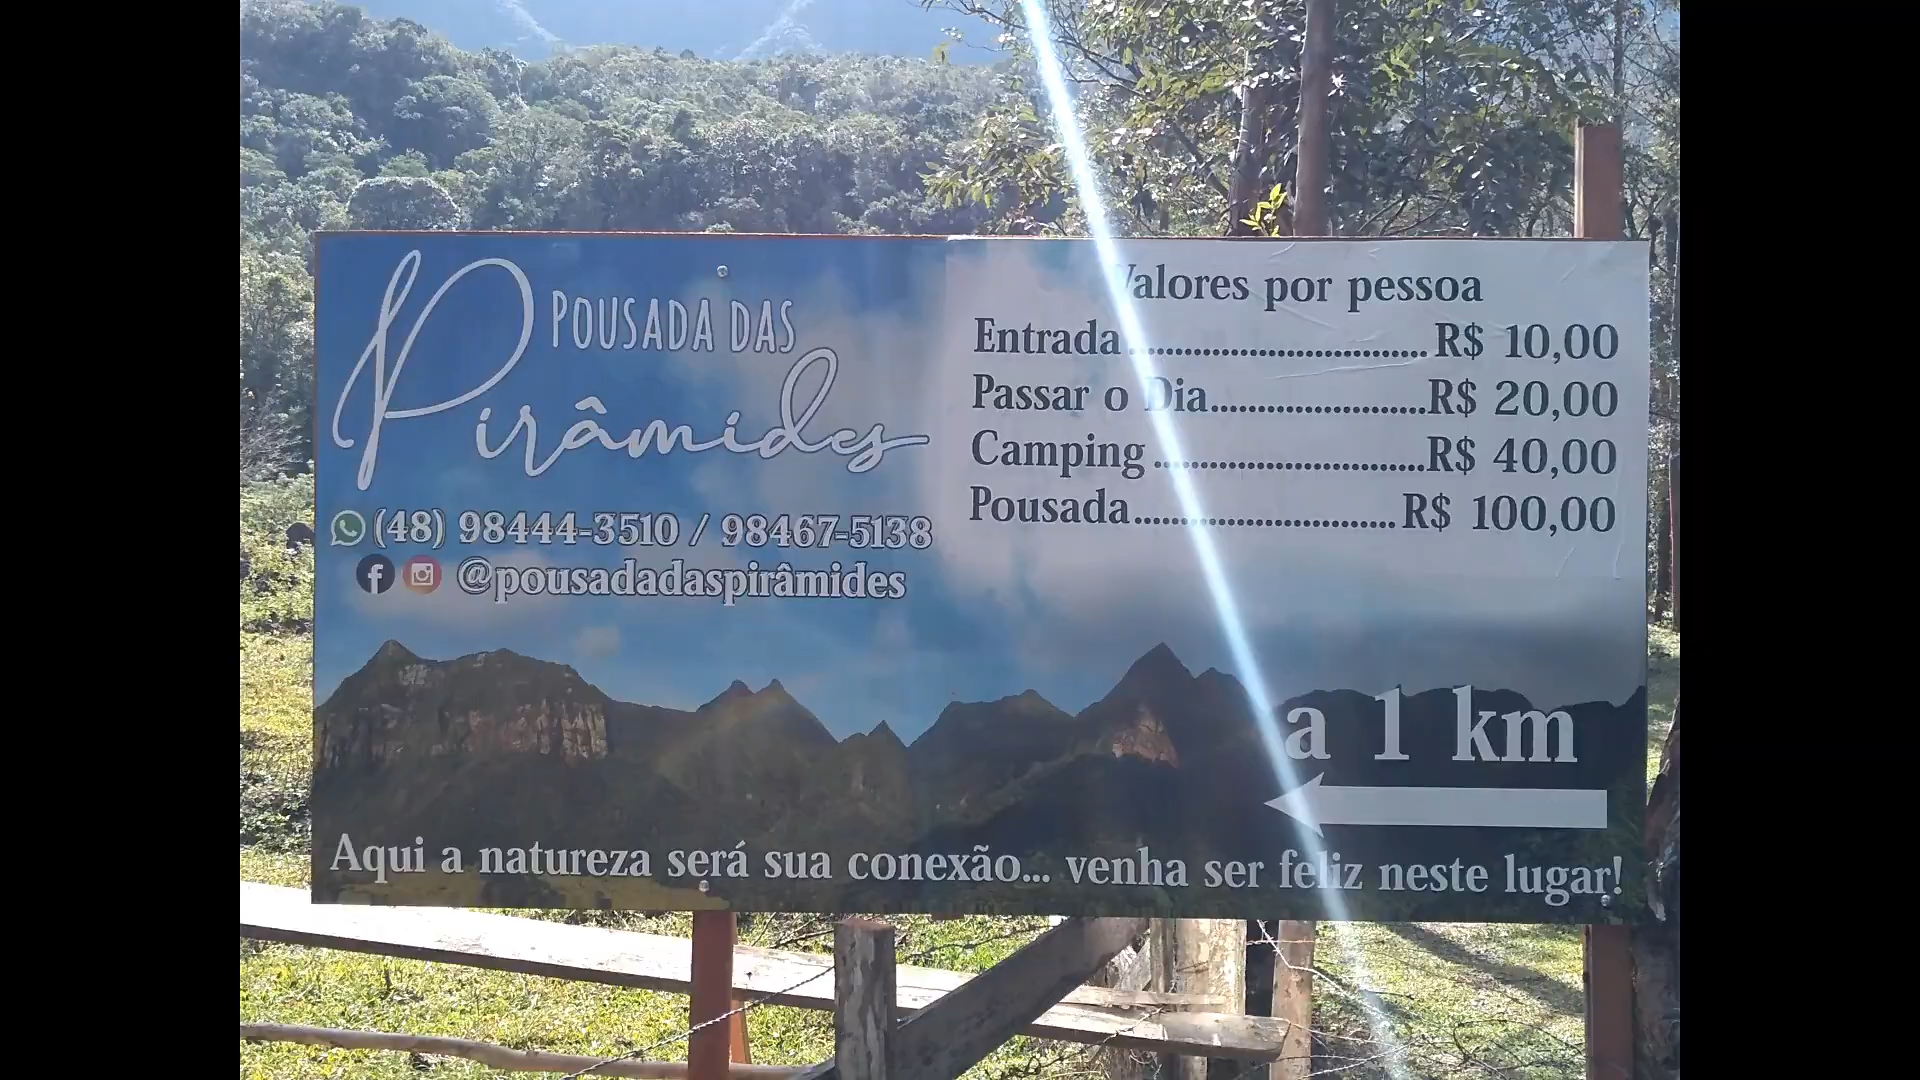 POUSADA DAS
Pirâmides
(48) 98444-3510 / 98467-5138
@pousadadaspirâmides
Valores por pessoa
Entrada.................................... R$ 10,00
Passar o Dia..........................R$ 20,00
Camping .................................R$ 40,00
Pousada................................ R$ 100,00
a 1 km
Aqui a natureza será sua conexão... venha ser feliz neste lugar!